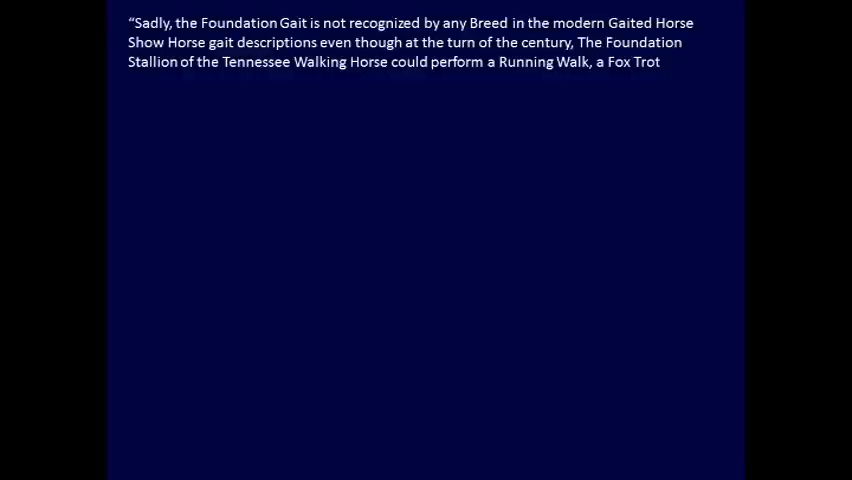 “Sadly, the Foundation Gait is not recognized by any Breed in the modern Gaited Horse
Show Horse gait descriptions even though at the turn of the century, The Foundation
Stallion of the Tennessee Walking Horse could perform a Running Walk, a Fox Trot